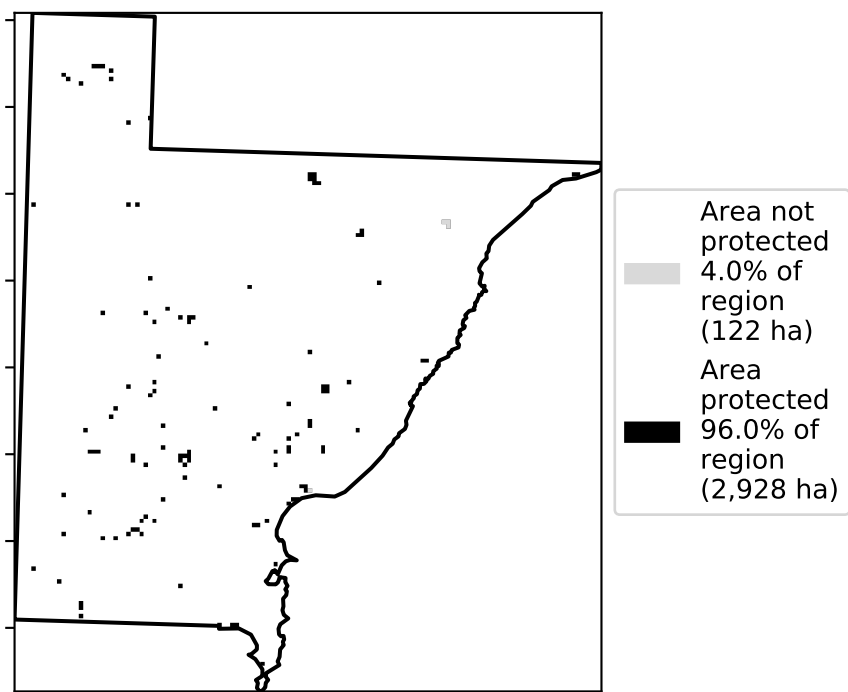 Area not
protected
4.0% of
region
(122 ha)
Area
protected
96.0% of
region
(2,928 ha)